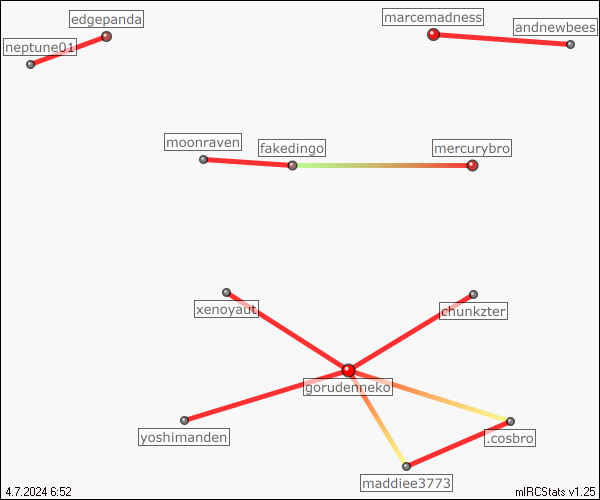 edgepanda
marcemadness
andnewbees
neptune01
moonraven
fakedingo
mercurybro
xenoyaut
chunkzter
gorudenneko
yoshimanden
.cosbro
maddiee3773
4.7.2024 6:52
mIRCStats v1.25